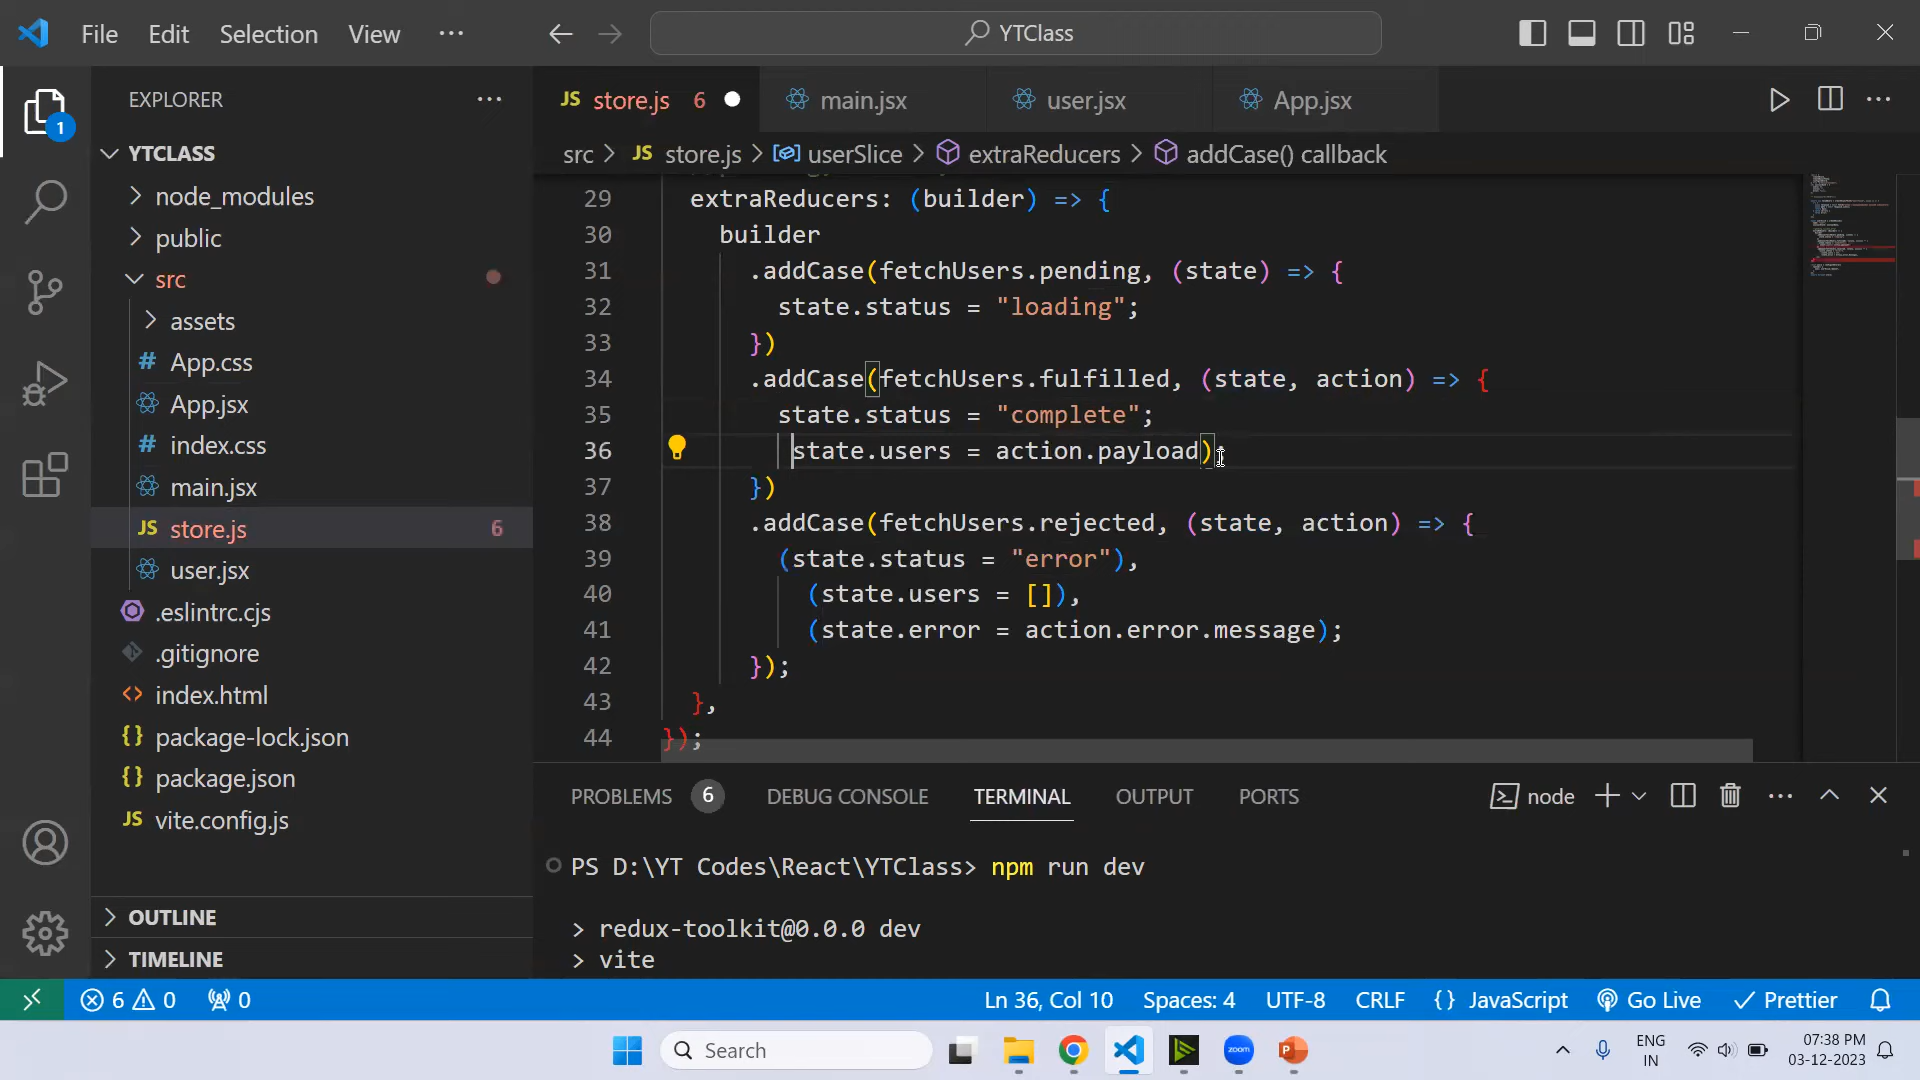 File Edit Selection View ... YTClass
EXPLORER ...
JS store.js 6 main.jsx user.jsx App.jsx ...
src > JS store.js > userSlice > extraReducers > addCase() callback
YTCLASS
node_modules
public
src
assets
# App.css
App.jsx
# index.css
main.jsx
JS store.js 6
user.jsx
.eslintrc.cjs
.gitignore
<> index.html
{} package-lock.json
{} package.json
JS vite.config.js
OUTLINE
TIMELINE
1
29 extraReducers: (builder) => {
30 builder
31 .addCase(fetchUsers.pending, (state) => {
32 state.status = "loading";
33 })
34 .addCase(fetchUsers.fulfilled, (state, action) => {
35 state.status = "complete";
36 state.users = action.payload);
37 })
38 .addCase(fetchUsers.rejected, (state, action) => {
39 (state.status = "error"),
40 (state.users = []),
41 (state.error = action.error.message);
42 });
43 },
44 });
PROBLEMS 6 DEBUG CONSOLE TERMINAL OUTPUT PORTS node ...
PS D:\YT Codes\React\YTClass> npm run dev
> redux-toolkit@0.0.0 dev
> vite
6 0 0 Ln 36, Col 10 Spaces: 4 UTF-8 CRLF {} JavaScript Go Live Prettier
Search zoom P ENG IN 07:38 PM 03-12-2023